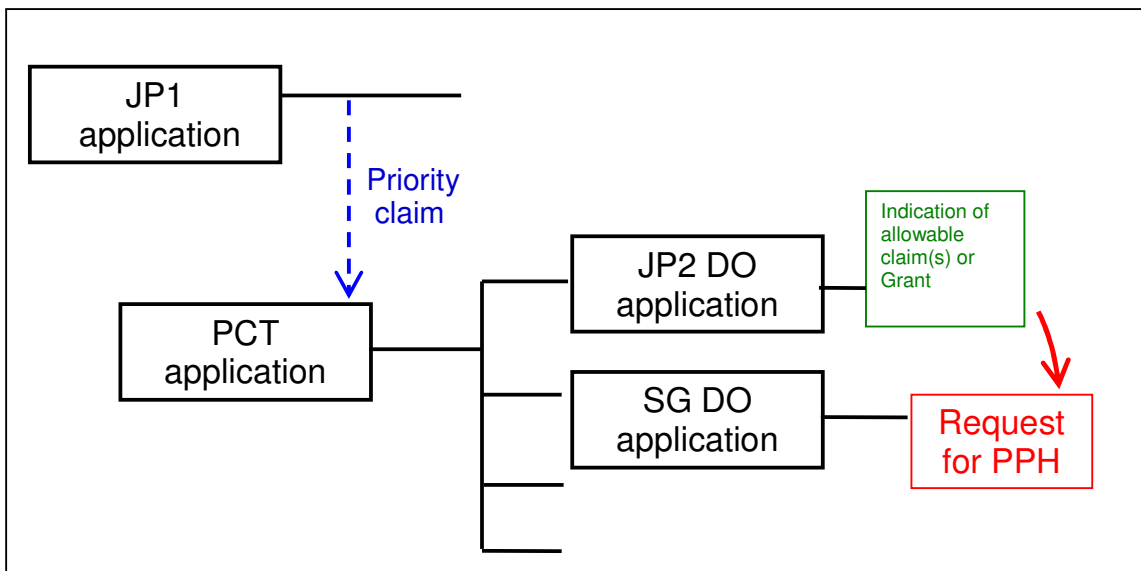 JP1
application
Priority
claim
PCT
application
JP2 DO
application
Indication of
allowable
claim(s) or
Grant
SG DO
application
Request
for PPH